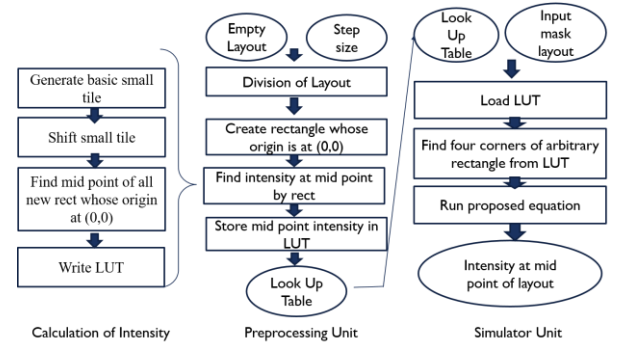 Generate basic small
tile
Shift small tile
Find mid point of all
new rect whose origin
at (0,0)
Write LUT
Calculation of Intensity
Empty
Layout
Step
size
Division of Layout
Create rectangle whose
origin is at (0,0)
Find intensity at mid point
by rect
Store mid point intensity in
LUT
Look Up
Table
Preprocessing Unit
Look
Up
Table
Input
mask
layout
Load LUT
Find four corners of arbitrary
rectangle from LUT
Run proposed equation
Intensity at mid
point of layout
Simulator Unit